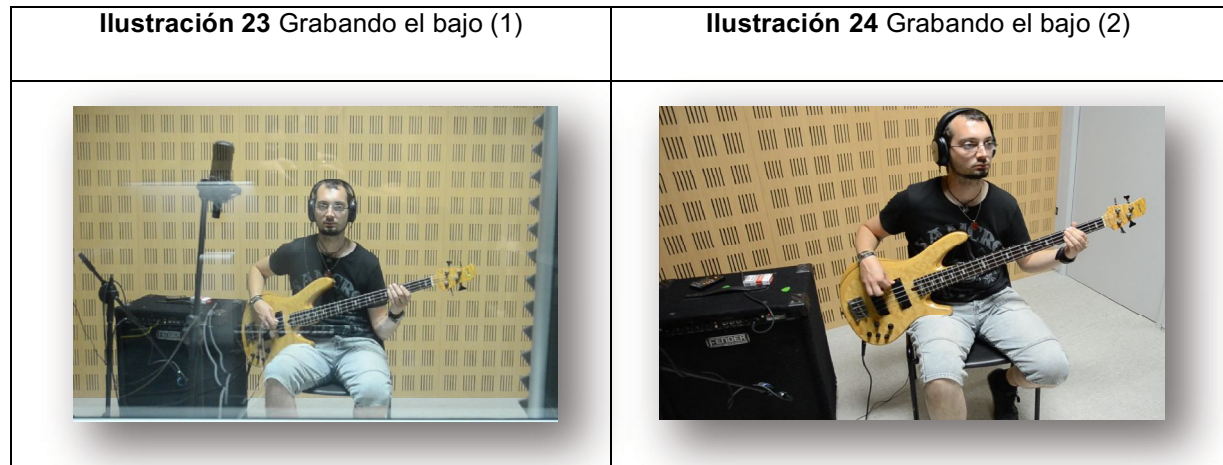 Ilustración 23 Grabando el bajo (1)
Ilustración 24 Grabando el bajo (2)
FENDER